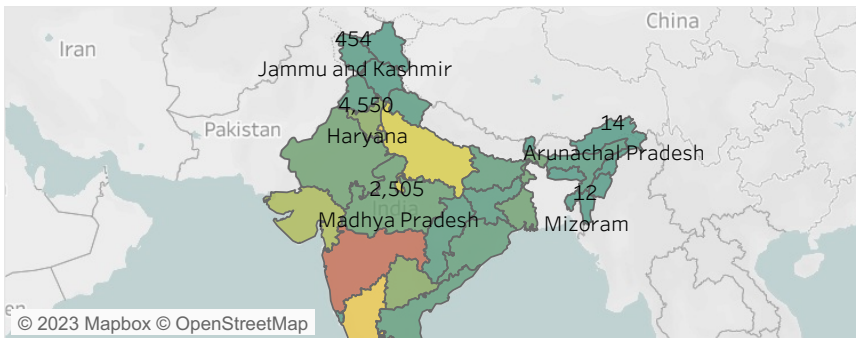 China
Iran
454
Jammu and Kashmir
4,550
Haryana
Pakistan
14
Arunachal Pradesh
2,505
India
Madhya Pradesh
12
Mizoram
© 2023 Mapbox © OpenStreetMap